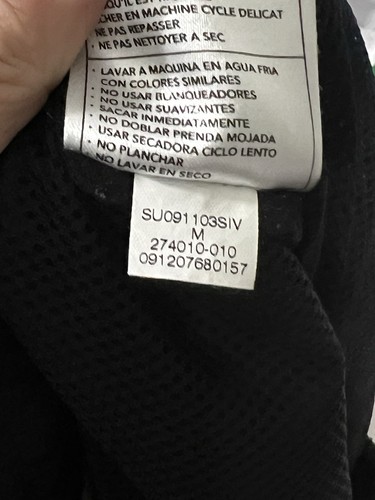 CHER EN MACHINE CYCLE DELICAT
NE PAS REPASSER
· NE PAS NETTOYER A SEC
· LAVAR A MAQUINA EN AGUA FRIA
CON COLORES SIMILARES
· NO USAR BLANQUEADORES
· NO USAR SUAVIZANTES
· SACAR INMEDIATAMENTE
· NO DOBLAR PRENDA MOJADA
· USAR SECADORA CICLO LENTO
· NO PLANCHAR
· NO LAVAR EN SECO
SU091103SIV
M
274010-010
091207680157